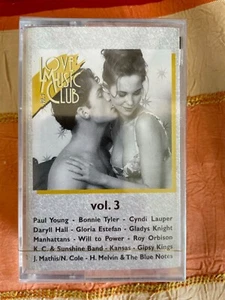 LOVE
MUSIC
CLUB
vol. 3
Paul Young - Bonnie Tyler - Cyndi Lauper
Daryll Hall - Gloria Estefan - Gladys Knight
Manhattans - Will to Power - Roy Orbison
K. C. & Sunshine Band - Kansas - Gipsy Kings
J. Mathis/N. Cole - H. Melvin & The Blue Notes